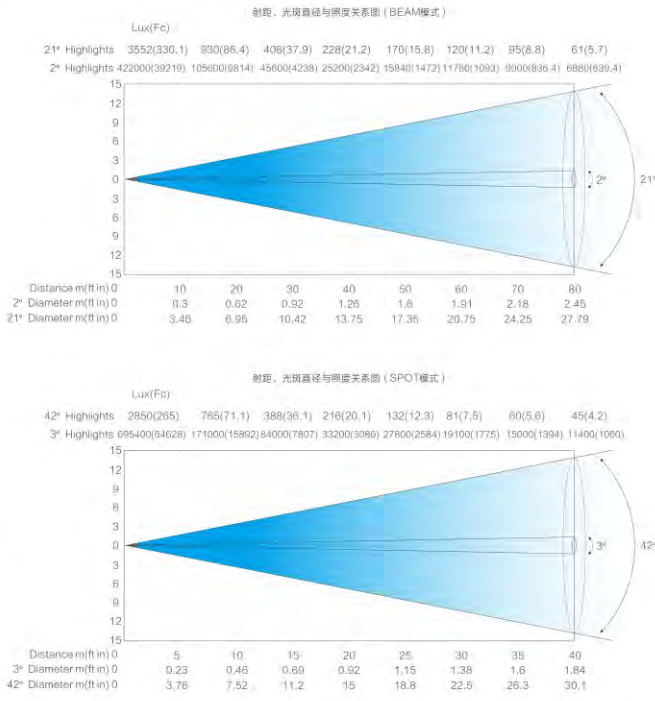 射距、光斑直径与照度关系图（BEAM模式）
Lux(Fc)
21° Highlights 3552(330.1) 930(86.4) 408(37.9) 228(21.2) 170(15.8) 120(11.2) 95(8.8) 61(5.7)
2° Highlights 422000(39219) 105600(9814) 45600(4238) 25200(2342) 15840(1472) 11760(1093) 9000(836.4) 6880(639.4)
15
12
9
6
3
0
3
6
9
12
15
2°
21°
Distance m(ft in) 0 10 20 30 40 50 60 70 80
2° Diameter m(ft in) 0 0.3 0.62 0.92 1.26 1.6 1.91 2.18 2.45
21° Diameter m(ft in) 0 3.46 6.95 10.42 13.75 17.35 20.75 24.25 27.79
射距、光斑直径与照度关系图（SPOT模式）
Lux(Fc)
42° Highlights 2850(265) 765(71.1) 388(36.1) 216(20.1) 132(12.3) 81(7.5) 60(5.6) 45(4.2)
3° Highlights 695400(64628) 171000(15892) 84000(7807) 33200(3086) 27800(2584) 19100(1775) 15000(1394) 11400(1060)
15
12
9
6
3
0
3
6
9
12
15
3°
42°
Distance m(ft in) 0 5 10 15 20 25 30 35 40
3° Diameter m(ft in) 0 0.23 0.46 0.69 0.92 1.15 1.38 1.6 1.84
42° Diameter m(ft in) 0 3.76 7.52 11.2 15 18.8 22.5 26.3 30.1